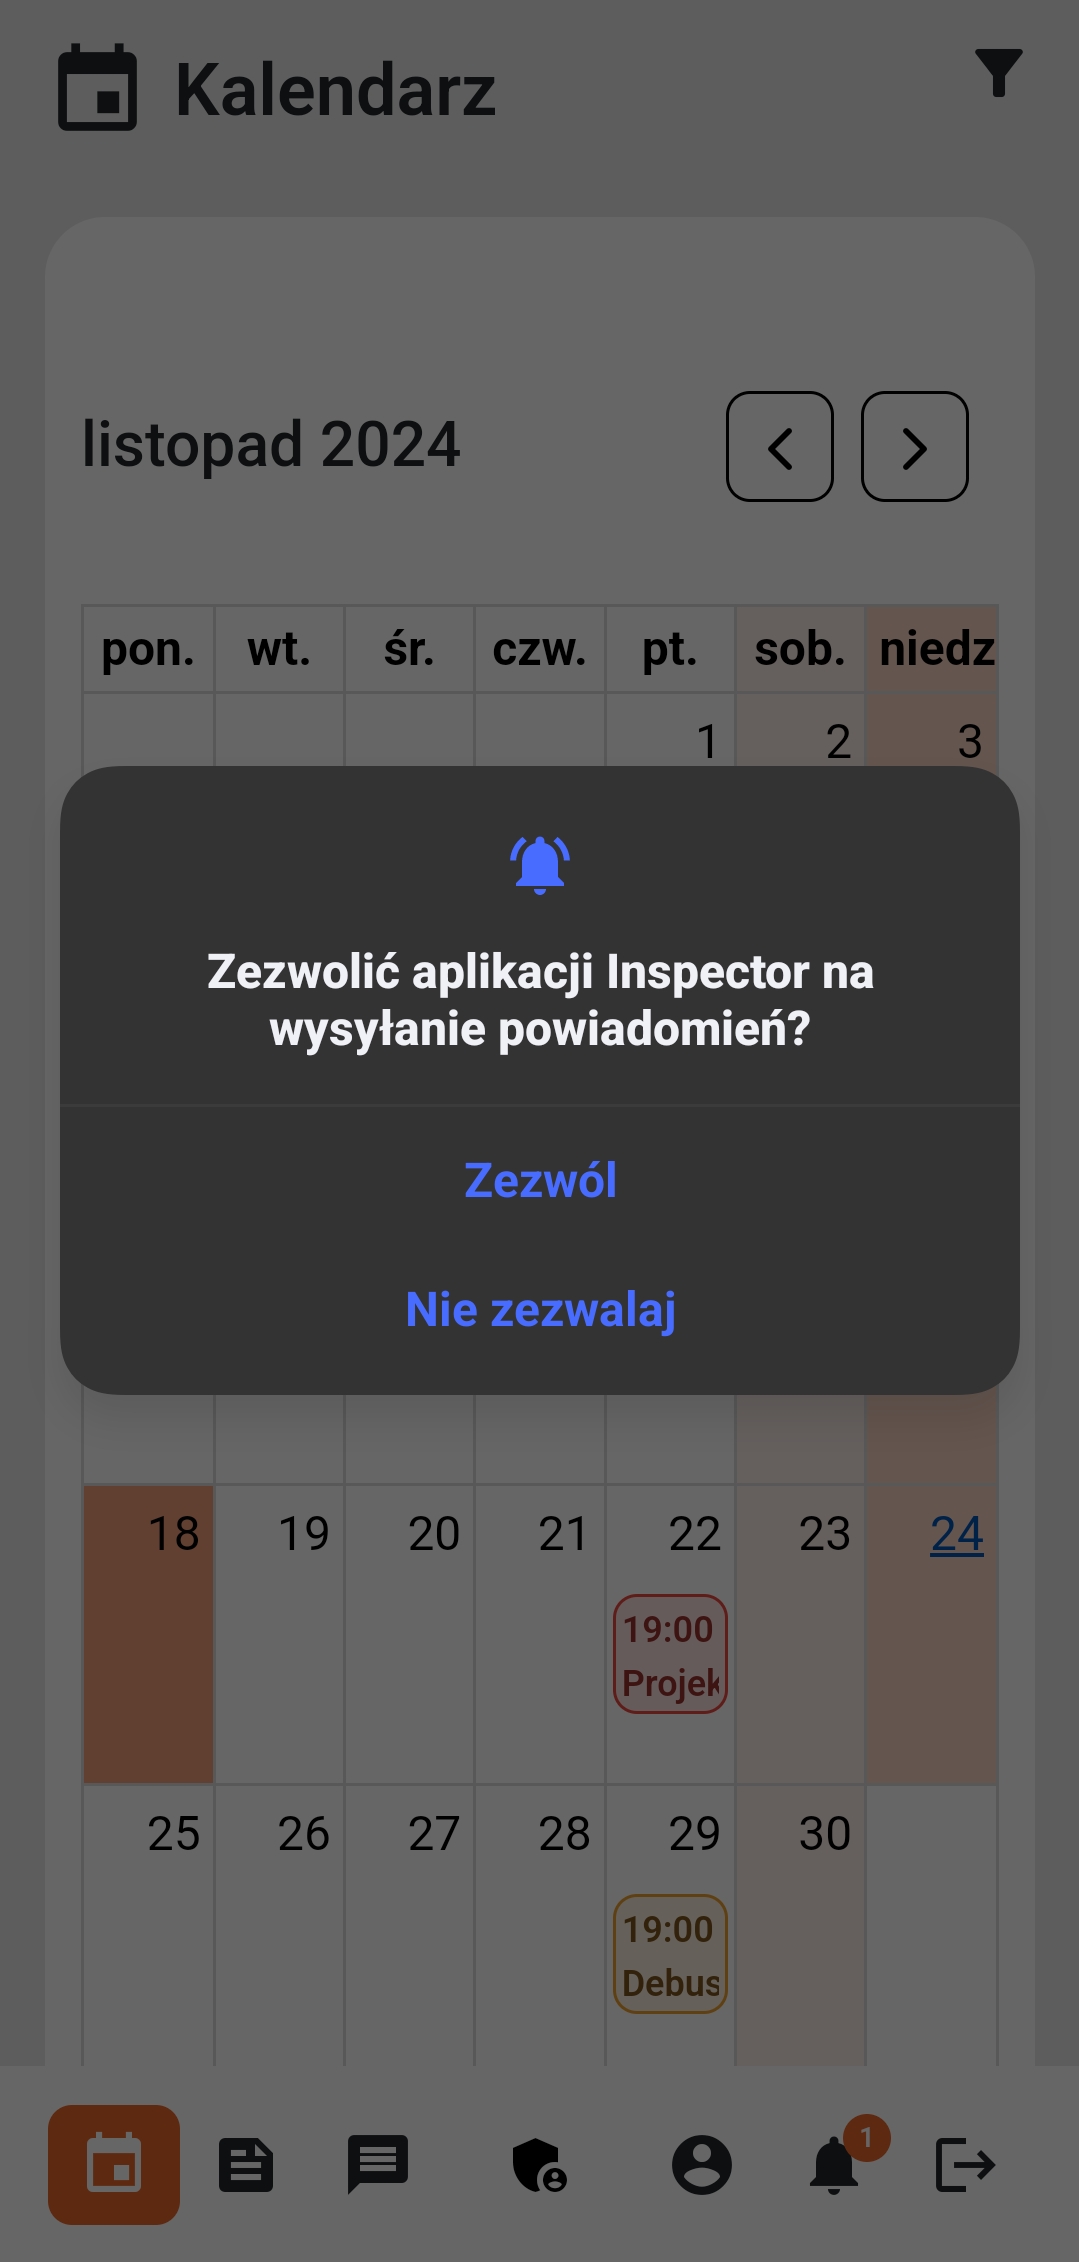 Kalendarz
listopad 2024
pon. wt. śr. czw. pt. sob. niedz
1 2 3
Zezwolić aplikacji Inspector na
wysyłanie powiadomień?
Zezwól
Nie zezwalaj
18 19 20 21 22 23 24
19:00
Projek
25 26 27 28 29 30
19:00
Debus
1